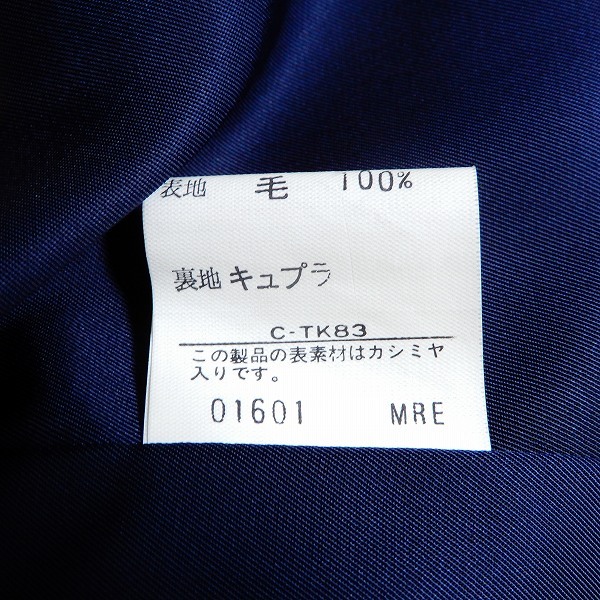 表地 毛 100%
裏地 キュプラ
C-TK83
この製品の表素材はカシミヤ
入りです。
01601 MRE